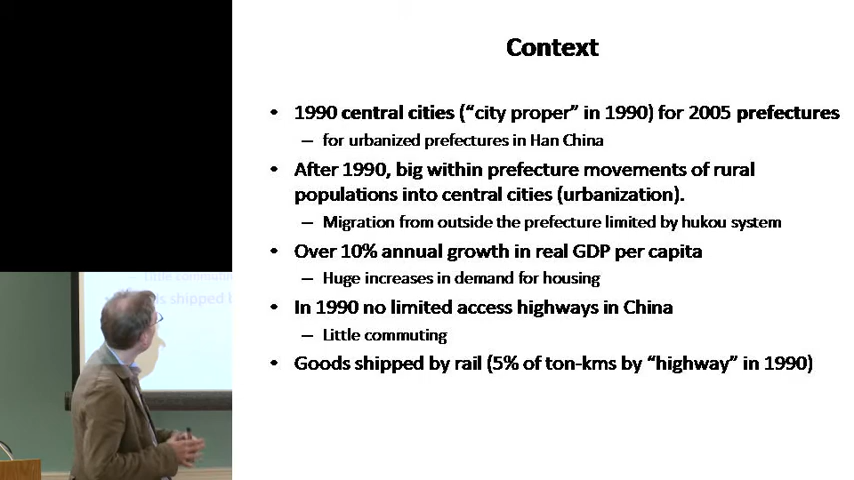 Context
• 1990 central cities (“city proper” in 1990) for 2005 prefectures
– for urbanized prefectures in Han China
• After 1990, big within prefecture movements of rural
populations into central cities (urbanization).
– Migration from outside the prefecture limited by hukou system
• Over 10% annual growth in real GDP per capita
– Huge increases in demand for housing
• In 1990 no limited access highways in China
– Little commuting
• Goods shipped by rail (5% of ton-kms by “highway” in 1990)
Little commuting
Goods shipped b